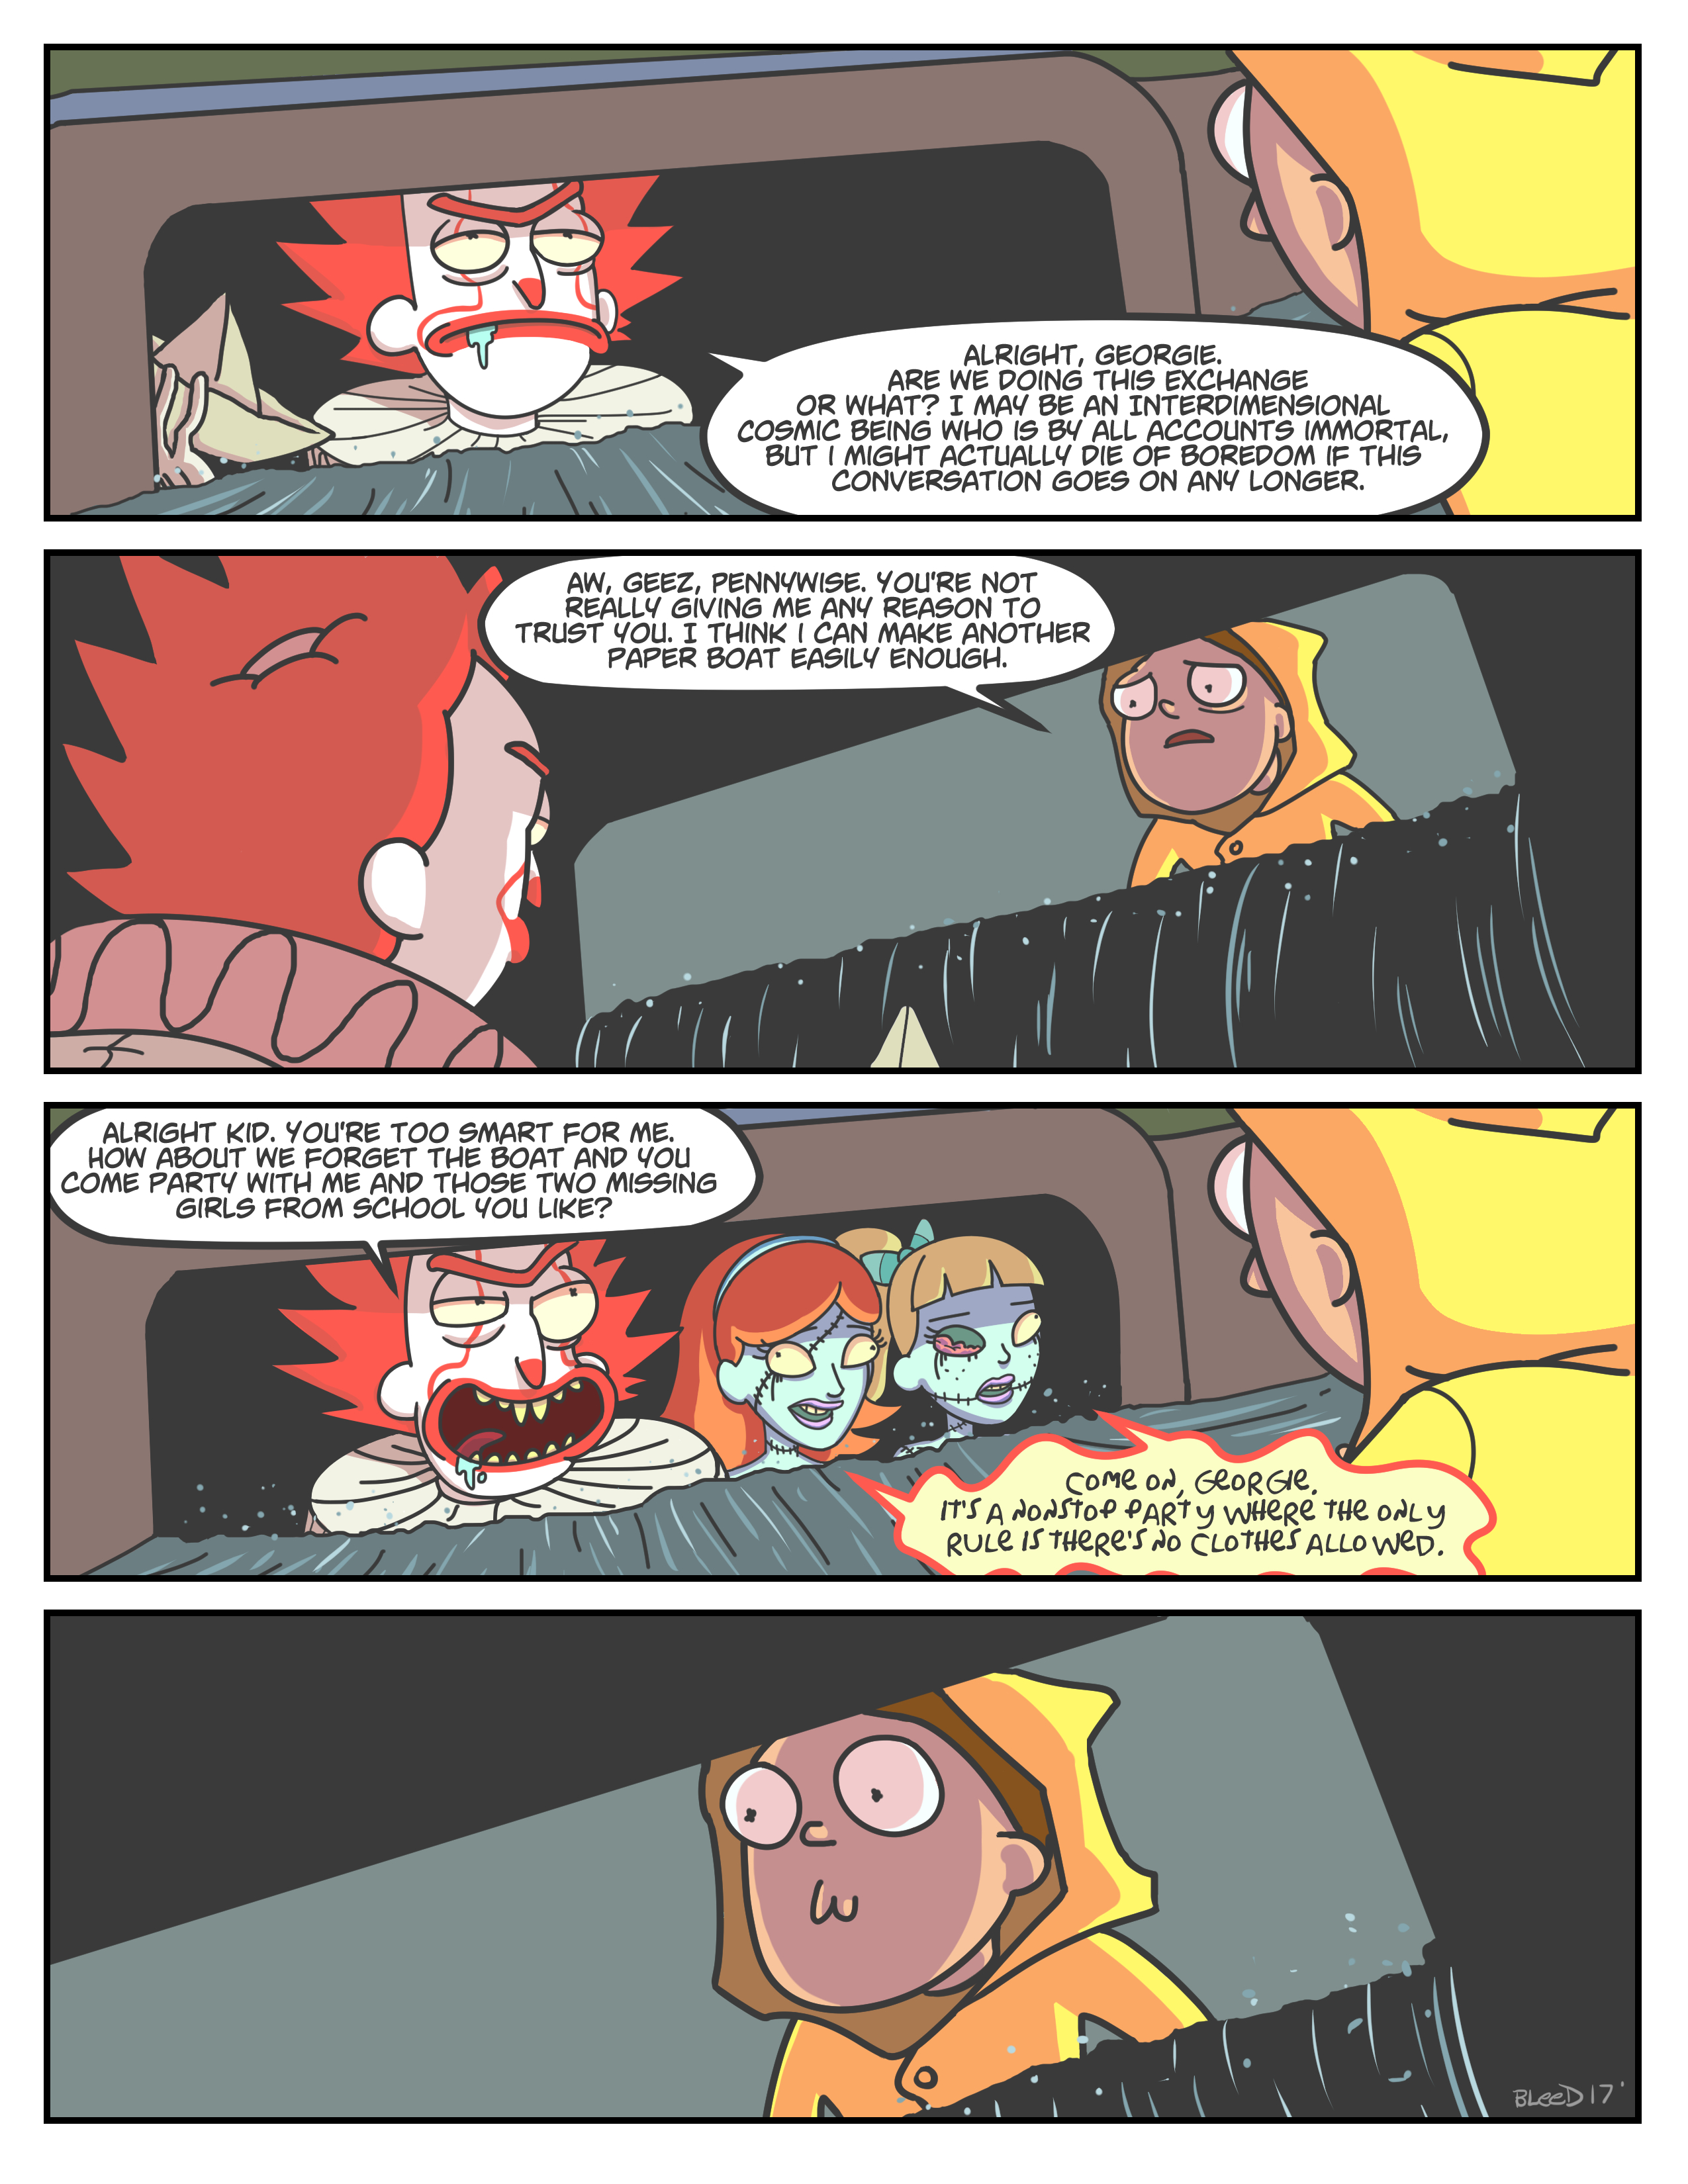 ALRIGHT, GEORGIE.
ARE WE DOING THIS EXCHANGE
OR WHAT? I MAY BE AN INTERDIMENSIONAL
COSMIC BEING WHO IS BY ALL ACCOUNTS IMMORTAL,
BUT I MIGHT ACTUALLY DIE OF BOREDOM IF THIS
CONVERSATION GOES ON ANY LONGER.
AW, GEEZ, PENNYWISE. YOU'RE NOT
REALLY GIVING ME ANY REASON TO
TRUST YOU. I THINK I CAN MAKE ANOTHER
PAPER BOAT EASILY ENOUGH.
ALRIGHT KID. YOU'RE TOO SMART FOR ME.
HOW ABOUT WE FORGET THE BOAT AND YOU
COME PARTY WITH ME AND THOSE TWO MISSING
GIRLS FROM SCHOOL YOU LIKE?
COME ON, GEORGIE.
IT'S A NONSTOP PARTY WHERE THE ONLY
RULE IS THERE'S NO CLOTHES ALLOWED.
BLeeD 17'